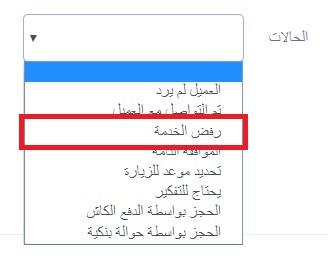 الحالات
العميل لم يرد
تم التواصل مع العميل
رفض الخدمة
الموافقة التامة
تحديد موعد للزيارة
يحتاج للتفكير
الحجز بواسطة الدفع الكاش
الحجز بواسطة حوالة بنكية